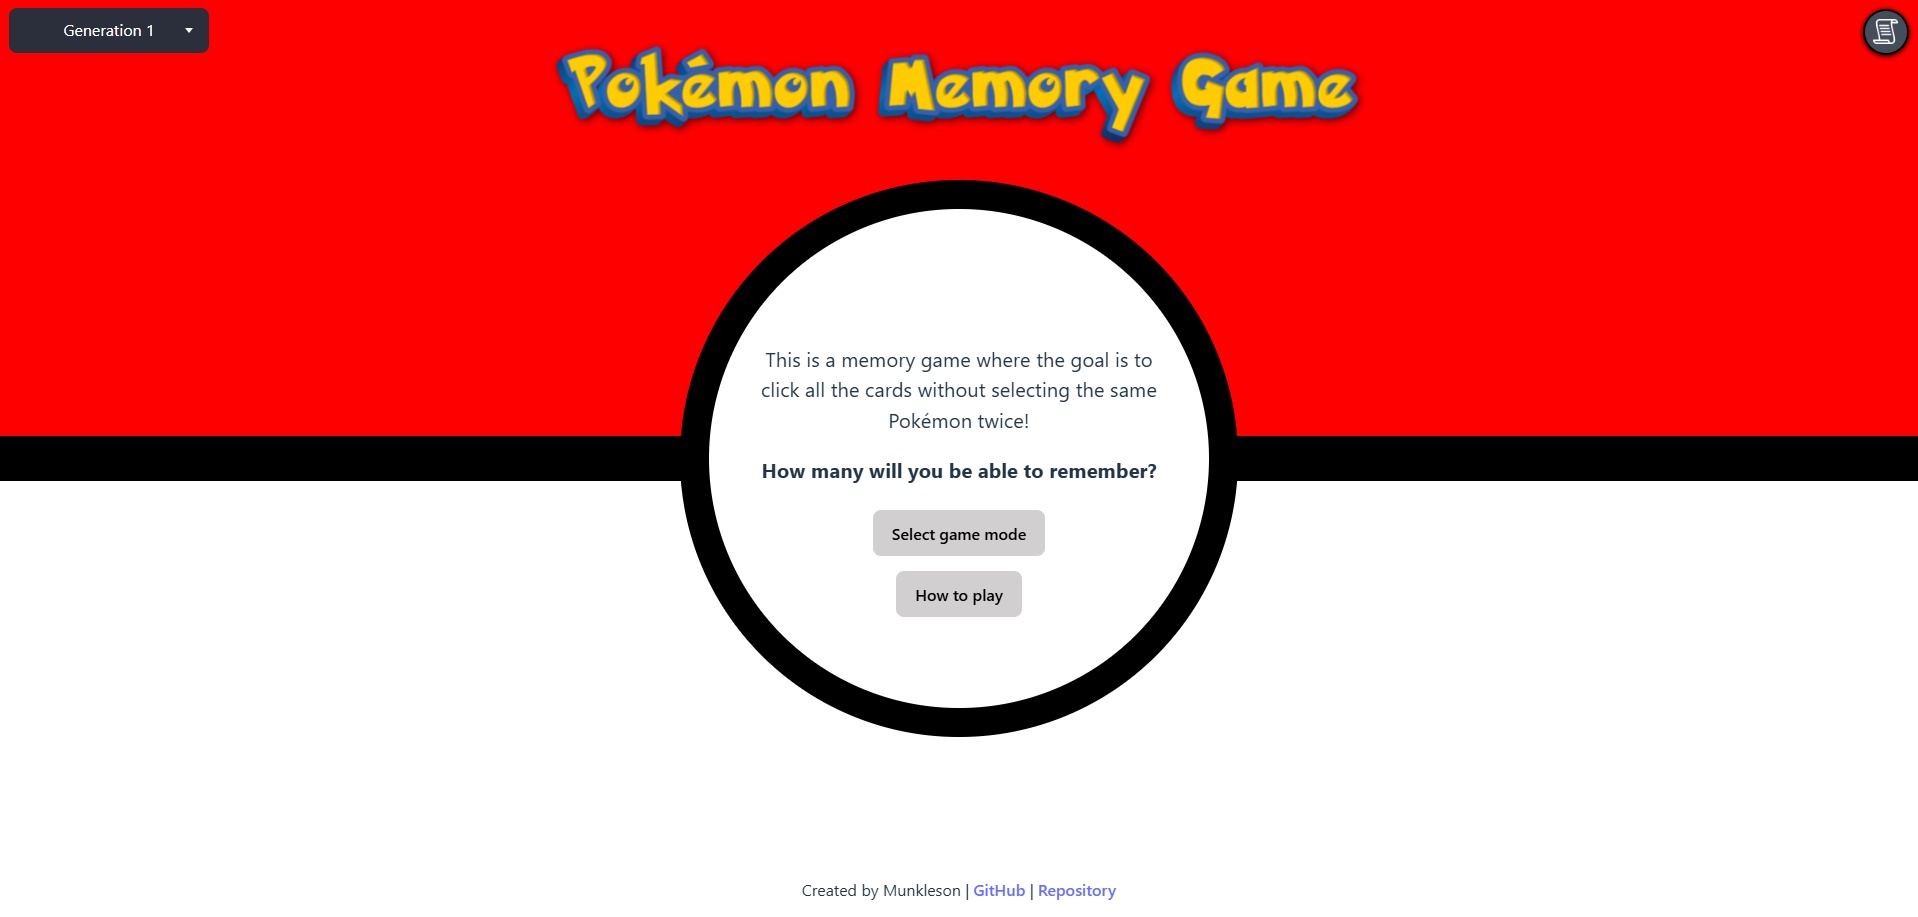 Generation 1
Pokémon Memory Game
This is a memory game where the goal is to
click all the cards without selecting the same
Pokémon twice!
How many will you be able to remember?
Select game mode
How to play
Created by Munkleson | GitHub | Repository